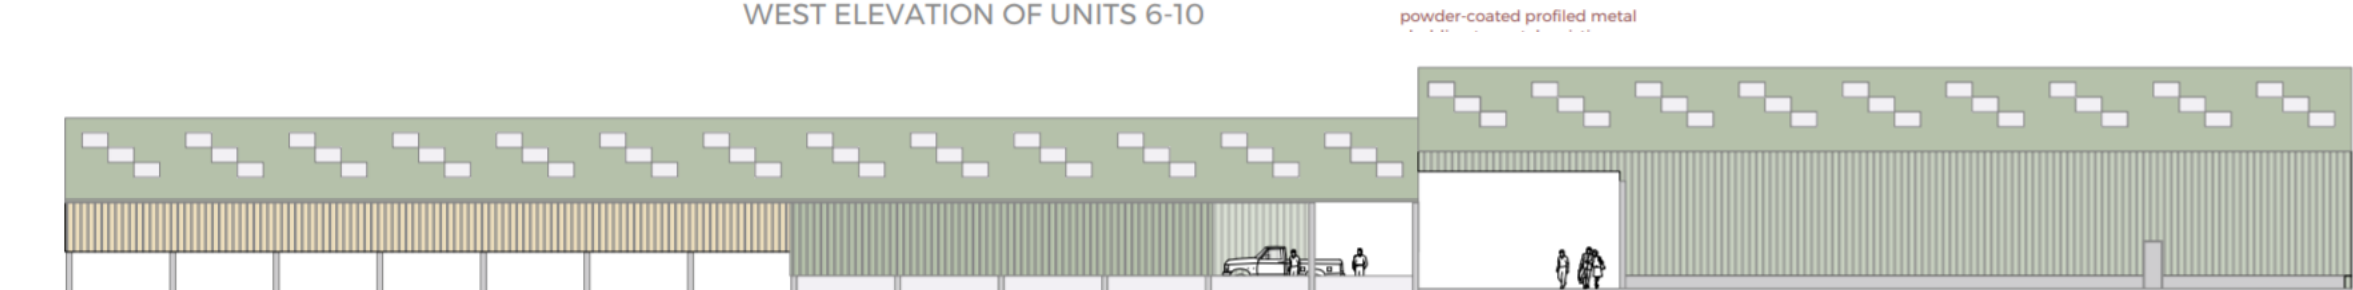 WEST ELEVATION OF UNITS 6-10
powder-coated profiled metal